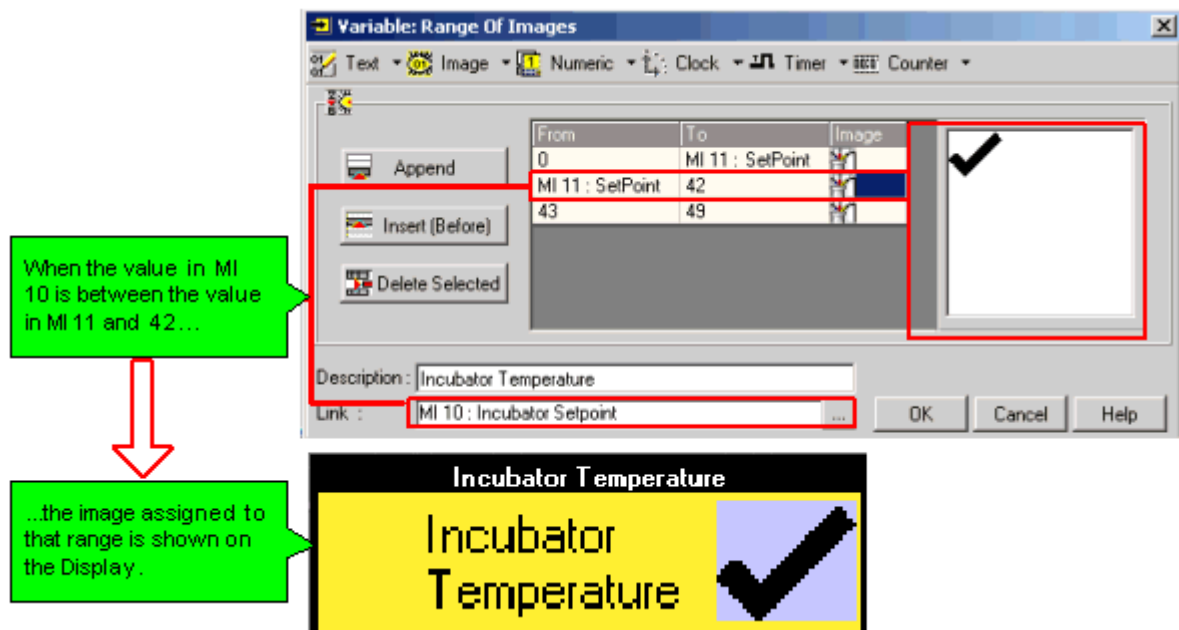 Variable: Range Of Images
Text Image Numeric Clock Timer Counter
From To Image
0 MI 11 : SetPoint
MI 11 : SetPoint 42
43 49
Append
Insert (Before)
Delete Selected
When the value in MI
10 is between the value
in MI 11 and 42...
Description : Incubator Temperature
Link : MI 10 : Incubator Setpoint ...
OK Cancel Help
Incubator Temperature
Incubator
Temperature
...the image assigned to
that range is shown on
the Display.